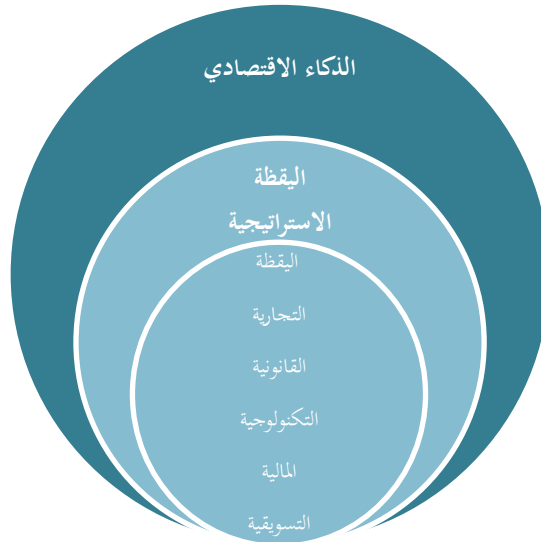 الذكاء الاقتصادي
اليقظة
الاستراتيجية
اليقظة
التجارية
القانونية
التكنولوجية
المالية
التسويقية